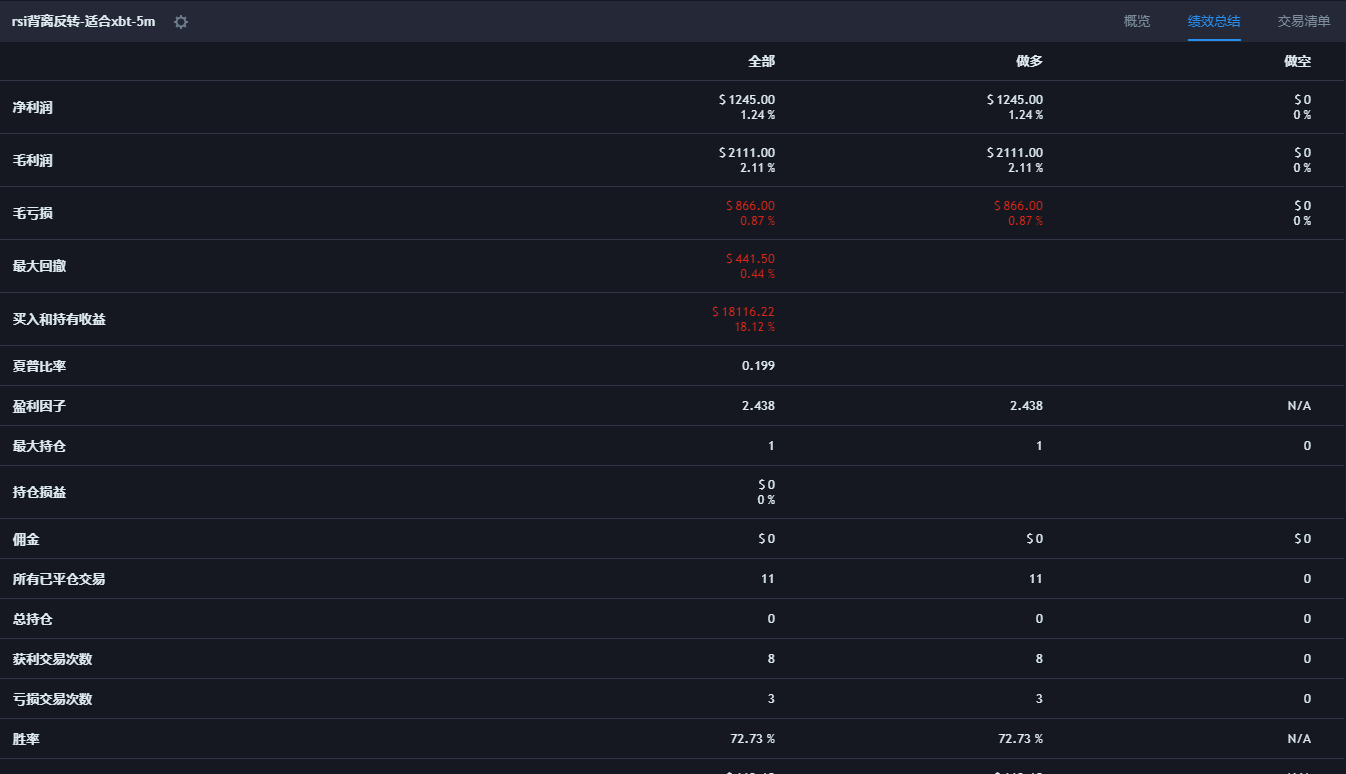 rsi背离反转-适合xbt-5m 概览 绩效总结 交易清单
全部 做多 做空
净利润 $ 1245.00 $ 1245.00 $ 0
1.24 % 1.24 % 0 %
毛利润 $ 2111.00 $ 2111.00 $ 0
2.11 % 2.11 % 0 %
毛亏损 $ 866.00 $ 866.00 $ 0
0.87 % 0.87 % 0 %
最大回撤 $ 441.50
0.44 %
买入和持有收益 $ 18116.22
18.12 %
夏普比率 0.199
盈利因子 2.438 2.438 N/A
最大持仓 1 1 0
持仓损益 $ 0
0 %
佣金 $ 0 $ 0 $ 0
所有已平仓交易 11 11 0
总持仓 0 0 0
获利交易次数 8 8 0
亏损交易次数 3 3 0
胜率 72.73 % 72.73 % N/A